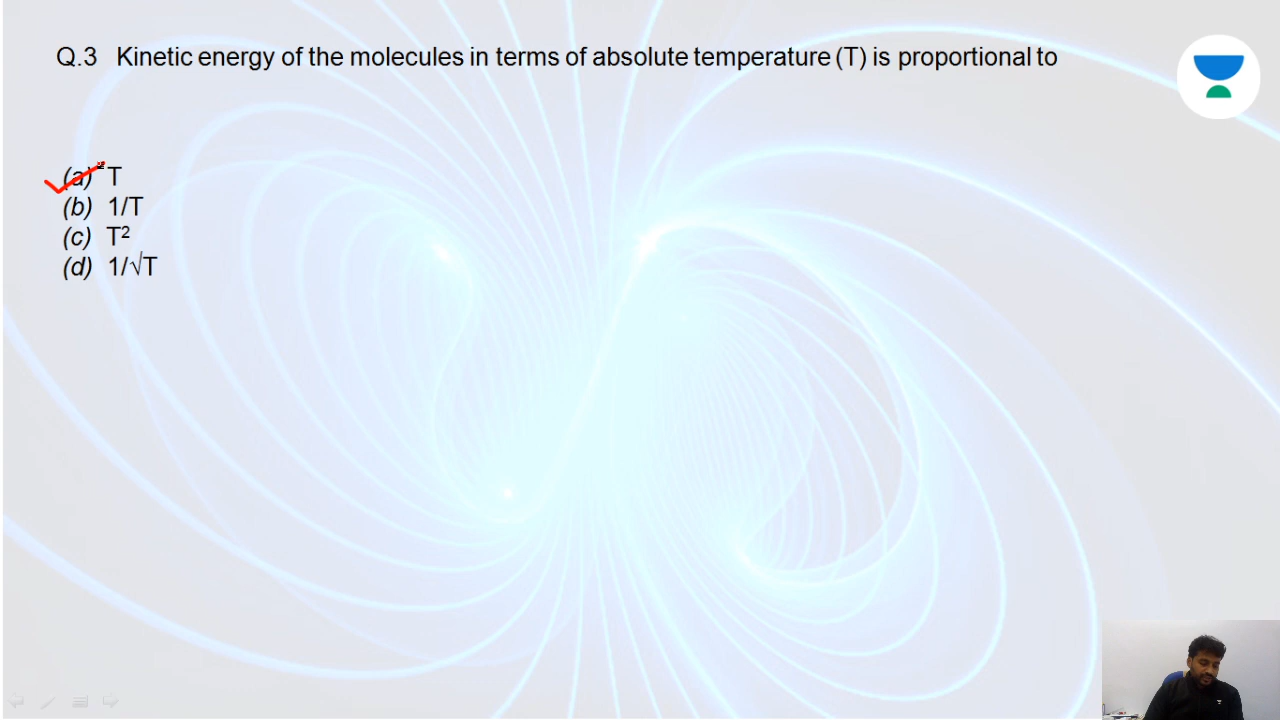 Q.3 Kinetic energy of the molecules in terms of absolute temperature (T) is proportional to
(a) T
(b) 1/T
(c) T²
(d) 1/√T